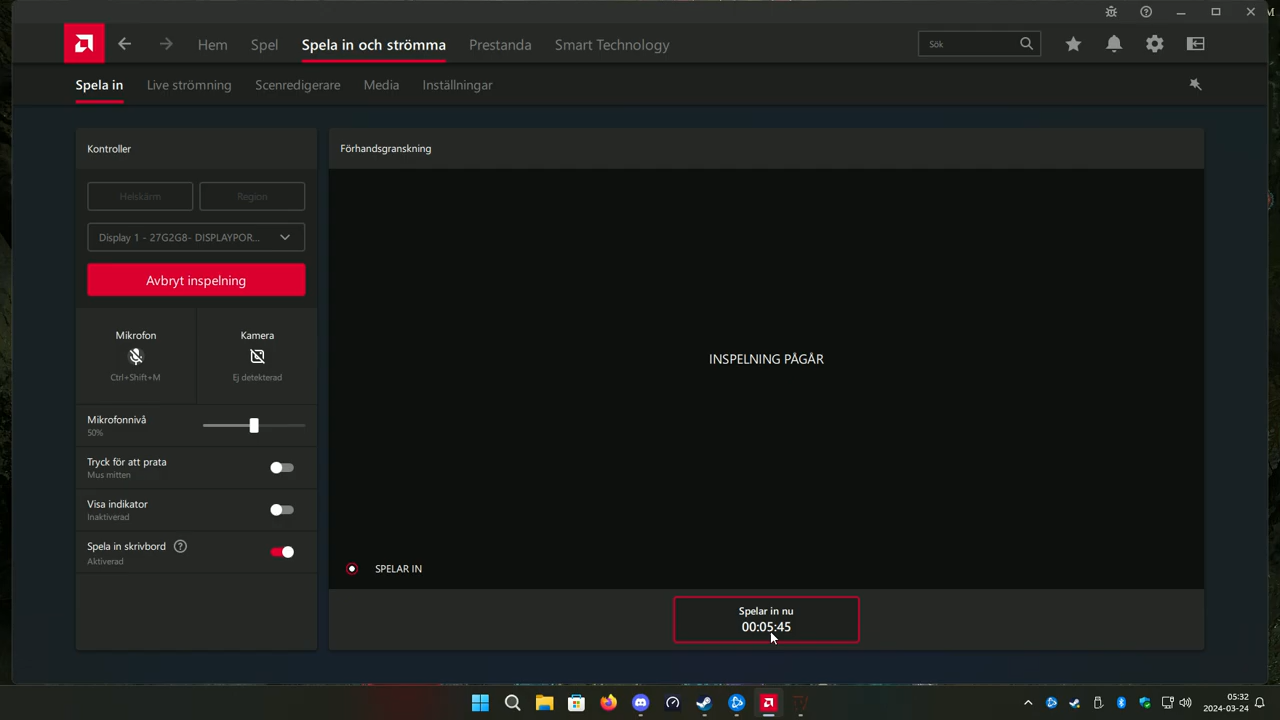 Hem
Spel
Spela in och strömma
Prestanda
Smart Technology
Sök
Spela in
Live strömning
Scenredigerare
Media
Inställningar
Kontroller
Förhandsgranskning
Helskärm
Region
Display 1 - 27G2G8- DISPLAYPOR...
Avbryt inspelning
Mikrofon
Kamera
Ctrl+Shift+M
Ej detekterad
INSPELNING PÅGÅR
Mikrofonnivå
50%
Tryck för att prata
Mus mitten
Visa indikator
Inaktiverad
Spela in skrivbord
Aktiverad
SPELAR IN
Spelar in nu
00:05:45
05:32
2024-03-24